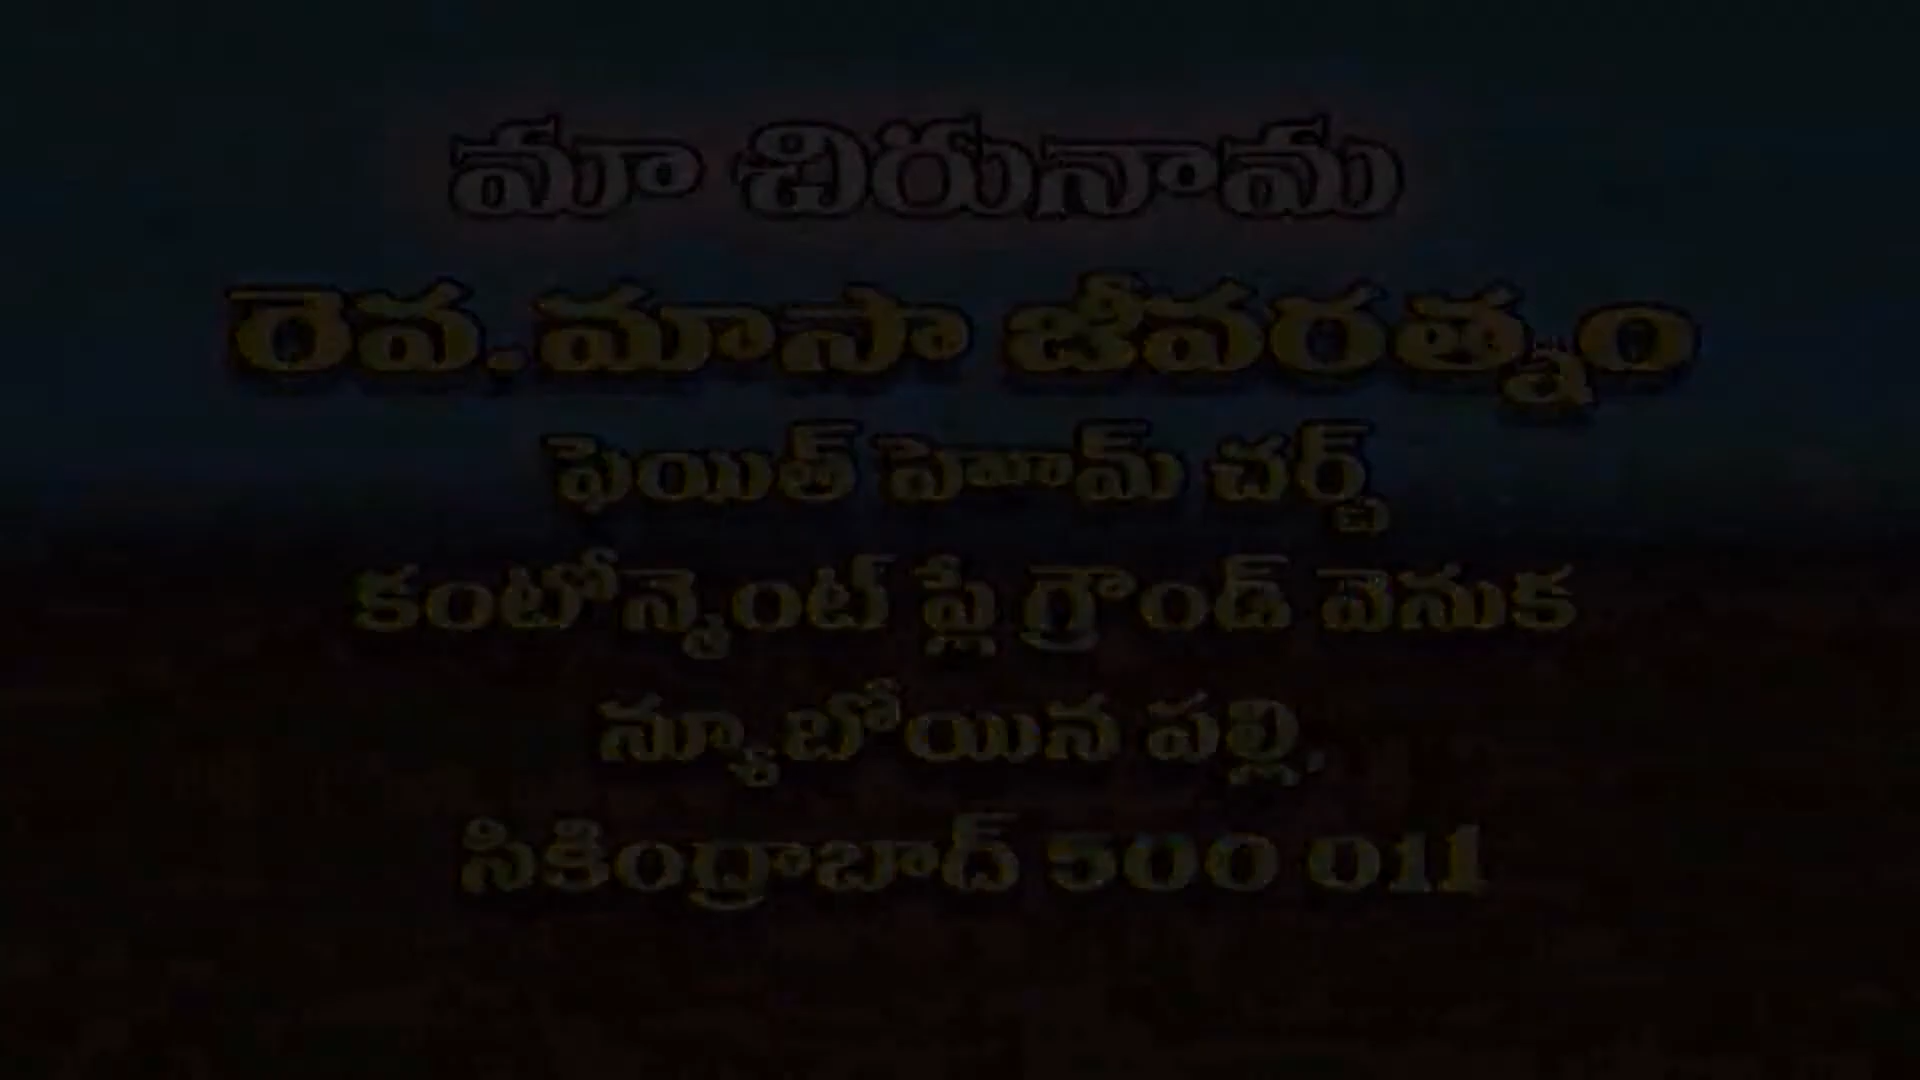 మా చిరునామ
రెవ.మాసా జీవరత్నం
ఫెయిత్ హెూమ్ చర్చ్
కంటోన్మెంట్ ప్లే గ్రౌండ్ వెనుక
న్యూబోయిన పల్లి,
సికింద్రాబాద్ 500 011